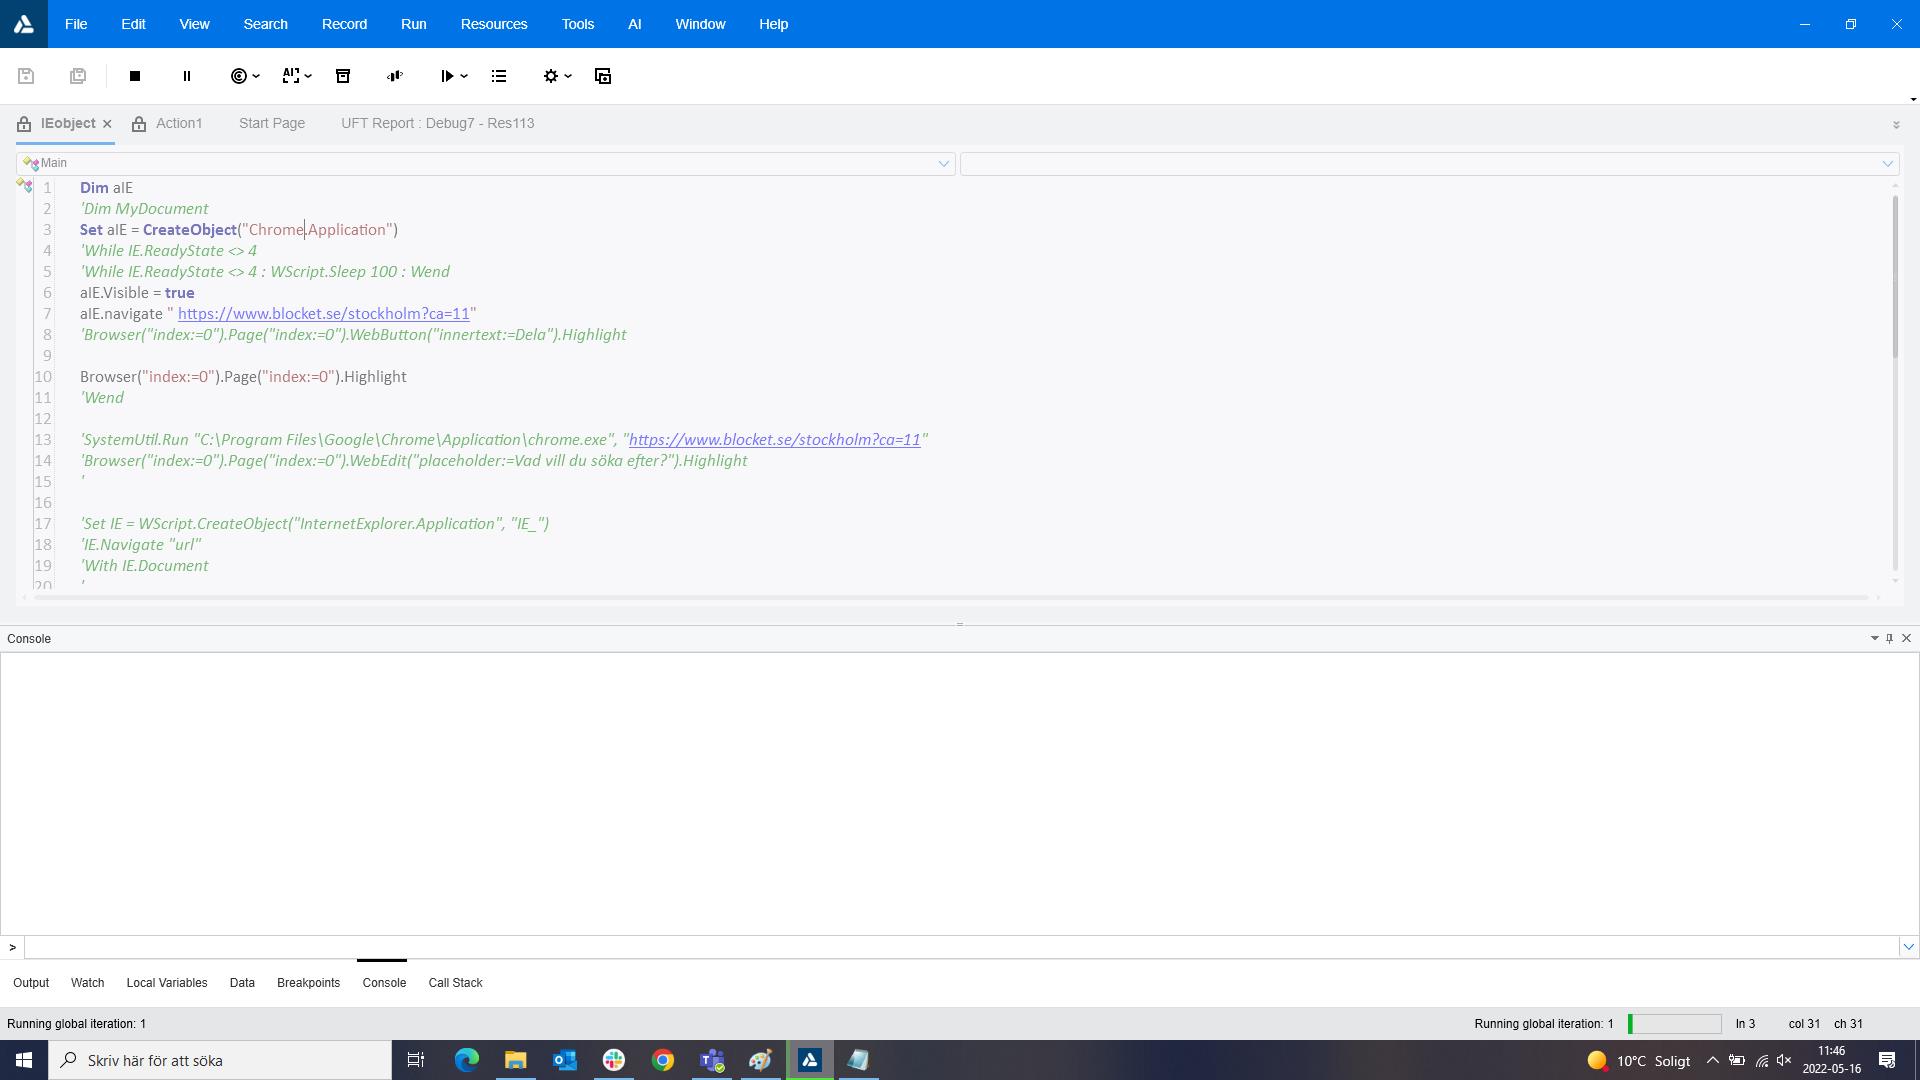 File Edit View Search Record Run Resources Tools AI Window Help
AI
IEobject Action1 Start Page UFT Report : Debug7 - Res113
Main
1 Dim aIE
2 'Dim MyDocument
3 Set aIE = CreateObject("Chrome.Application")
4 'While IE.ReadyState <> 4
5 'While IE.ReadyState <> 4 : WScript.Sleep 100 : Wend
6 aIE.Visible = true
7 aIE.navigate " https://www.blocket.se/stockholm?ca=11"
8 'Browser("index:=0").Page("index:=0").WebButton("innertext:=Dela").Highlight
9
10 Browser("index:=0").Page("index:=0").Highlight
11 'Wend
12
13 'SystemUtil.Run "C:\Program Files\Google\Chrome\Application\chrome.exe", "https://www.blocket.se/stockholm?ca=11"
14 'Browser("index:=0").Page("index:=0").WebEdit("placeholder:=Vad vill du söka efter?").Highlight
15 '
16
17 'Set IE = WScript.CreateObject("InternetExplorer.Application", "IE_")
18 'IE.Navigate "url"
19 'With IE.Document
20 '
Console
>
Output Watch Local Variables Data Breakpoints Console Call Stack
Running global iteration: 1 Running global iteration: 1 ln 3 col 31 ch 31
Skriv här för att söka 10°C Soligt 11:46
2022-05-16